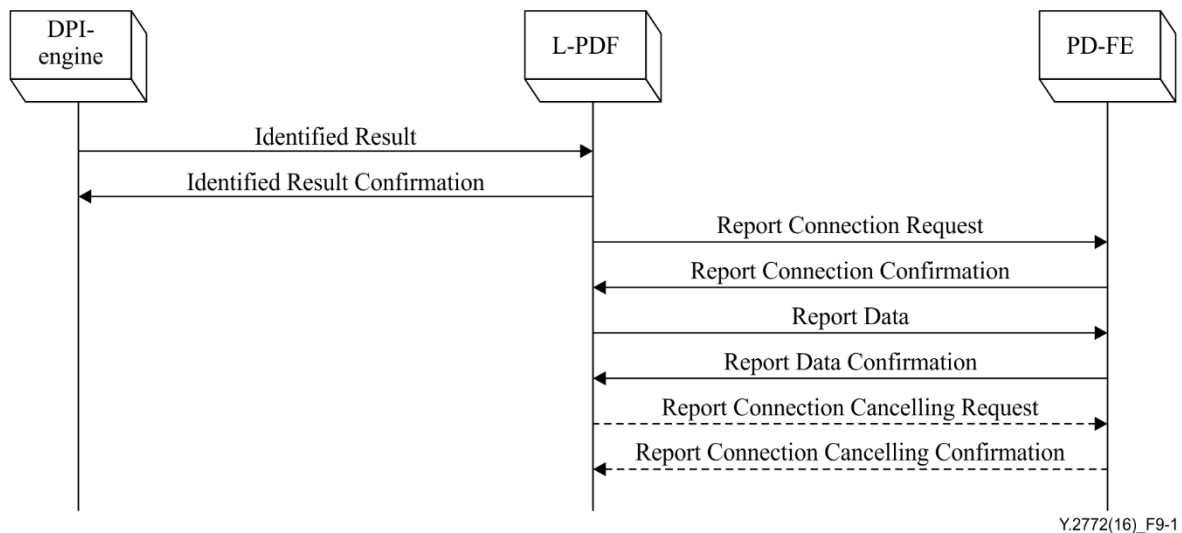 DPI-
engine
L-PDF
PD-FE
Identified Result
Identified Result Confirmation
Report Connection Request
Report Connection Confirmation
Report Data
Report Data Confirmation
Report Connection Cancelling Request
Report Connection Cancelling Confirmation
Y.2772(16)_F9-1